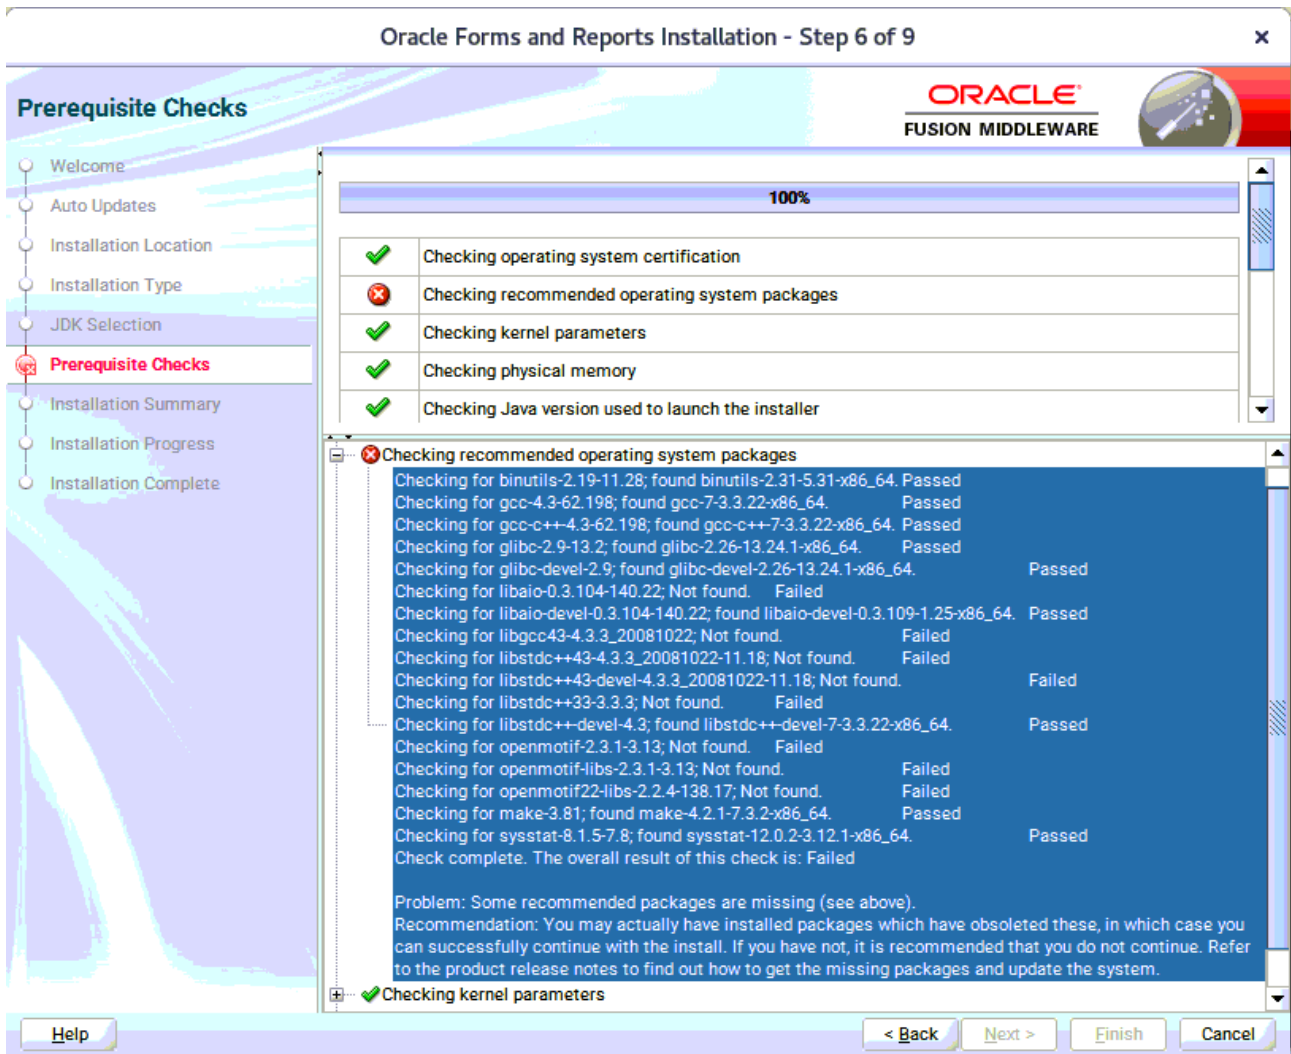 Oracle Forms and Reports Installation - Step 6 of 9
Prerequisite Checks
ORACLE
FUSION MIDDLEWARE
Welcome
Auto Updates
Installation Location
Installation Type
JDK Selection
Prerequisite Checks
Installation Summary
Installation Progress
Installation Complete
100%
Checking operating system certification
Checking recommended operating system packages
Checking kernel parameters
Checking physical memory
Checking Java version used to launch the installer
Checking recommended operating system packages
Checking for binutils-2.19-11.28; found binutils-2.31-5.31-x86_64. Passed
Checking for gcc-4.3-62.198; found gcc-7-3.3.22-x86_64. Passed
Checking for gcc-c++-4.3-62.198; found gcc-c++-7-3.3.22-x86_64. Passed
Checking for glibc-2.9-13.2; found glibc-2.26-13.24.1-x86_64. Passed
Checking for glibc-devel-2.9; found glibc-devel-2.26-13.24.1-x86_64. Passed
Checking for libaio-0.3.104-140.22; Not found. Failed
Checking for libaio-devel-0.3.104-140.22; found libaio-devel-0.3.109-1.25-x86_64. Passed
Checking for libgcc43-4.3.3_20081022; Not found. Failed
Checking for libstdc++43-4.3.3_20081022-11.18; Not found. Failed
Checking for libstdc++43-devel-4.3.3_20081022-11.18; Not found. Failed
Checking for libstdc++33-3.3.3; Not found. Failed
Checking for libstdc++-devel-4.3; found libstdc++-devel-7-3.3.22-x86_64. Passed
Checking for openmotif-2.3.1-3.13; Not found. Failed
Checking for openmotif-libs-2.3.1-3.13; Not found. Failed
Checking for openmotif22-libs-2.2.4-138.17; Not found. Failed
Checking for make-3.81; found make-4.2.1-7.3.2-x86_64. Passed
Checking for sysstat-8.1.5-7.8; found sysstat-12.0.2-3.12.1-x86_64. Passed
Check complete. The overall result of this check is: Failed
Problem: Some recommended packages are missing (see above).
Recommendation: You may actually have installed packages which have obsoleted these, in which case you
can successfully continue with the install. If you have not, it is recommended that you do not continue. Refer
to the product release notes to find out how to get the missing packages and update the system.
Checking kernel parameters
Help
< Back
Next >
Finish
Cancel